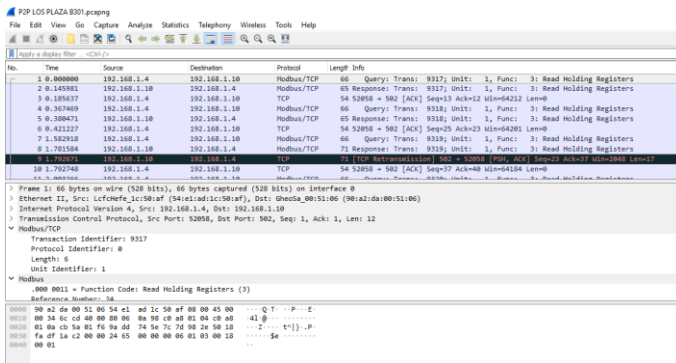 P2P LOS PLAZA B301.pcapng
File Edit View Go Capture Analyze Statistics Telephony Wireless Tools Help
Apply a display filter ... <Ctrl-/>
No. Time Source Destination Protocol Length Info
1 0.000000 192.168.1.4 192.168.1.10 Modbus/TCP 66 Query: Trans: 9317; Unit: 1, Func: 3: Read Holding Registers
2 0.145981 192.168.1.10 192.168.1.4 Modbus/TCP 65 Response: Trans: 9317; Unit: 1, Func: 3: Read Holding Registers
3 0.185637 192.168.1.4 192.168.1.10 TCP 54 52058 → 502 [ACK] Seq=13 Ack=12 Win=64212 Len=0
4 0.367469 192.168.1.4 192.168.1.10 Modbus/TCP 66 Query: Trans: 9318; Unit: 1, Func: 3: Read Holding Registers
5 0.380471 192.168.1.10 192.168.1.4 Modbus/TCP 65 Response: Trans: 9318; Unit: 1, Func: 3: Read Holding Registers
6 0.421227 192.168.1.4 192.168.1.10 TCP 54 52058 → 502 [ACK] Seq=25 Ack=23 Win=64201 Len=0
7 1.582918 192.168.1.4 192.168.1.10 Modbus/TCP 66 Query: Trans: 9319; Unit: 1, Func: 3: Read Holding Registers
8 1.781584 192.168.1.10 192.168.1.4 Modbus/TCP 71 Response: Trans: 9319; Unit: 1, Func: 3: Read Holding Registers
9 1.792671 192.168.1.10 192.168.1.4 TCP 71 [TCP Retransmission] 502 → 52058 [PSH, ACK] Seq=23 Ack=37 Win=2048 Len=17
10 1.792748 192.168.1.4 192.168.1.10 TCP 54 52058 → 502 [ACK] Seq=37 Ack=40 Win=64184 Len=0
Frame 1: 66 bytes on wire (528 bits), 66 bytes captured (528 bits) on interface 0
Ethernet II, Src: LcfcHefe_1c:50:af (54:e1:ad:1c:50:af), Dst: GheoSa_00:51:06 (90:a2:da:00:51:06)
Internet Protocol Version 4, Src: 192.168.1.4, Dst: 192.168.1.10
Transmission Control Protocol, Src Port: 52058, Dst Port: 502, Seq: 1, Ack: 1, Len: 12
Modbus/TCP
Transaction Identifier: 9317
Protocol Identifier: 0
Length: 6
Unit Identifier: 1
Modbus
.000 0011 = Function Code: Read Holding Registers (3)
Reference Number: 24
0000 90 a2 da 00 51 06 54 e1 ad 1c 50 af 08 00 45 00 ····Q·T· ··P···E·
0010 00 34 6c cd 40 00 80 06 0a 98 c0 a8 01 04 c0 a8 ·4l·@··· ········
0020 01 0a cb 5a 01 f6 9a dd 74 5e 7c 7d 98 2e 50 18 ···Z···· t^|}·.P·
0030 fa df 1a c2 00 00 24 65 00 00 00 06 01 03 00 18 ······$e ········
0040 00 01 ··